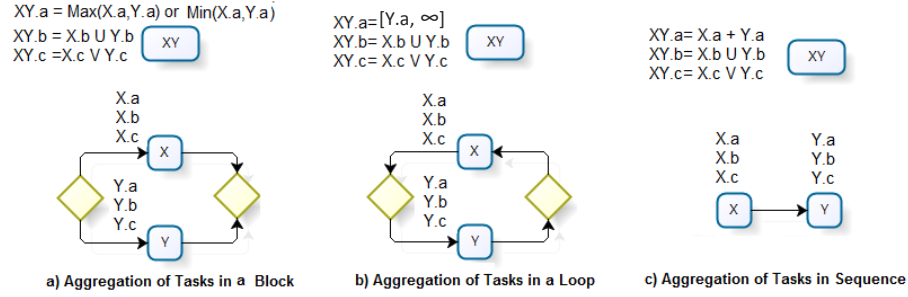 XY.a = Max(X.a,Y.a) or Min(X.a,Y.a)
XY.b = X.b U Y.b
XY.c =X.c V Y.c
XY
X.a
X.b
X.c
X
Y.a
Y.b
Y.c
Y
a) Aggregation of Tasks in a Block
XY.a=[Y.a, ∞]
XY.b= X.b U Y.b
XY.c= X.c V Y.c
XY
X.a
X.b
X.c
X
Y.a
Y.b
Y.c
Y
b) Aggregation of Tasks in a Loop
XY.a= X.a + Y.a
XY.b= X.b U Y.b
XY.c= X.c V Y.c
XY
X.a
X.b
X.c
X
Y.a
Y.b
Y.c
Y
c) Aggregation of Tasks in Sequence